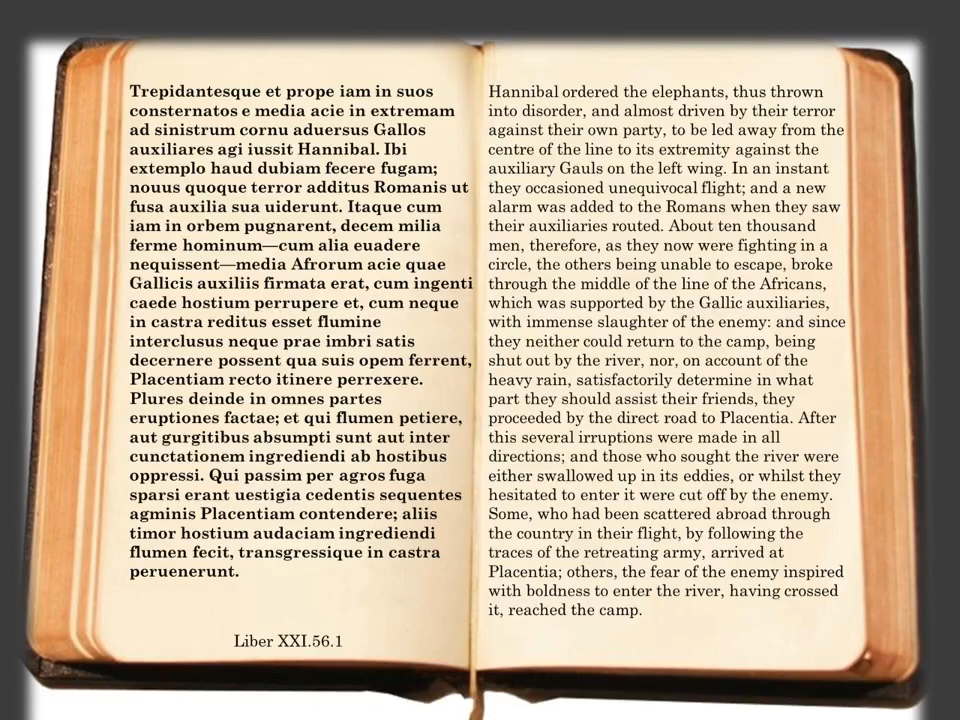 Trepidantesque et prope iam in suos
consternatos e media acie in extremam
ad sinistrum cornu aduersus Gallos
auxiliares agi iussit Hannibal. Ibi
extemplo haud dubiam fecere fugam;
nouus quoque terror additus Romanis ut
fusa auxilia sua uiderunt. Itaque cum
iam in orbem pugnarent, decem milia
ferme hominum—cum alia euadere
nequissent—media Afrorum acie quae
Gallicis auxiliis firmata erat, cum ingenti
caede hostium perrupere et, cum neque
in castra reditus esset flumine
interclusus neque prae imbri satis
decernere possent qua suis opem ferrent,
Placentiam recto itinere perrexere.
Plures deinde in omnes partes
eruptiones factae; et qui flumen petiere,
aut gurgitibus absumpti sunt aut inter
cunctationem ingrediendi ab hostibus
oppressi. Qui passim per agros fuga
sparsi erant uestigia cedentis sequentes
agminis Placentiam contendere; aliis
timor hostium audaciam ingrediendi
flumen fecit, transgressique in castra
peruenerunt.
Liber XXI.56.1
Hannibal ordered the elephants, thus thrown
into disorder, and almost driven by their terror
against their own party, to be led away from the
centre of the line to its extremity against the
auxiliary Gauls on the left wing. In an instant
they occasioned unequivocal flight; and a new
alarm was added to the Romans when they saw
their auxiliaries routed. About ten thousand
men, therefore, as they now were fighting in a
circle, the others being unable to escape, broke
through the middle of the line of the Africans,
which was supported by the Gallic auxiliaries,
with immense slaughter of the enemy: and since
they neither could return to the camp, being
shut out by the river, nor, on account of the
heavy rain, satisfactorily determine in what
part they should assist their friends, they
proceeded by the direct road to Placentia. After
this several irruptions were made in all
directions; and those who sought the river were
either swallowed up in its eddies, or whilst they
hesitated to enter it were cut off by the enemy.
Some, who had been scattered abroad through
the country in their flight, by following the
traces of the retreating army, arrived at
Placentia; others, the fear of the enemy inspired
with boldness to enter the river, having crossed
it, reached the camp.